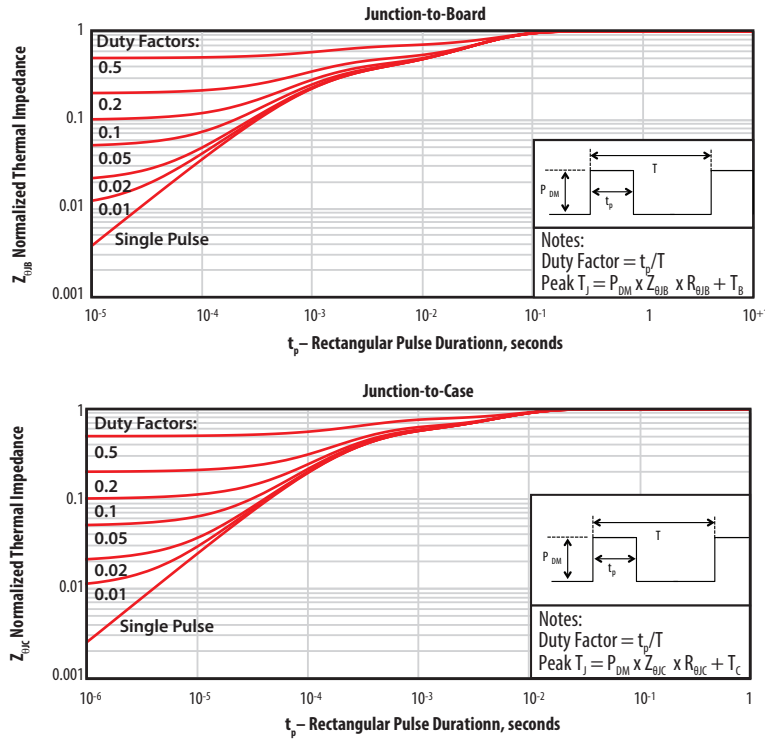 Junction-to-Board
Z_θJB Normalized Thermal Impedance
1
0.1
0.01
0.001
Duty Factors:
0.5
0.2
0.1
0.05
0.02
0.01
Single Pulse
T
P_DM
t_p
Notes:
Duty Factor = t_p/T
Peak T_J = P_DM x Z_θJB x R_θJB + T_B
10^-5 10^-4 10^-3 10^-2 10^-1 1 10^+1
t_p– Rectangular Pulse Durationn, seconds
Junction-to-Case
Z_θJC Normalized Thermal Impedance
1
0.1
0.01
0.001
Duty Factors:
0.5
0.2
0.1
0.05
0.02
0.01
Single Pulse
T
P_DM
t_p
Notes:
Duty Factor = t_p/T
Peak T_J = P_DM x Z_θJC x R_θJC + T_C
10^-6 10^-5 10^-4 10^-3 10^-2 10^-1 1
t_p– Rectangular Pulse Durationn, seconds